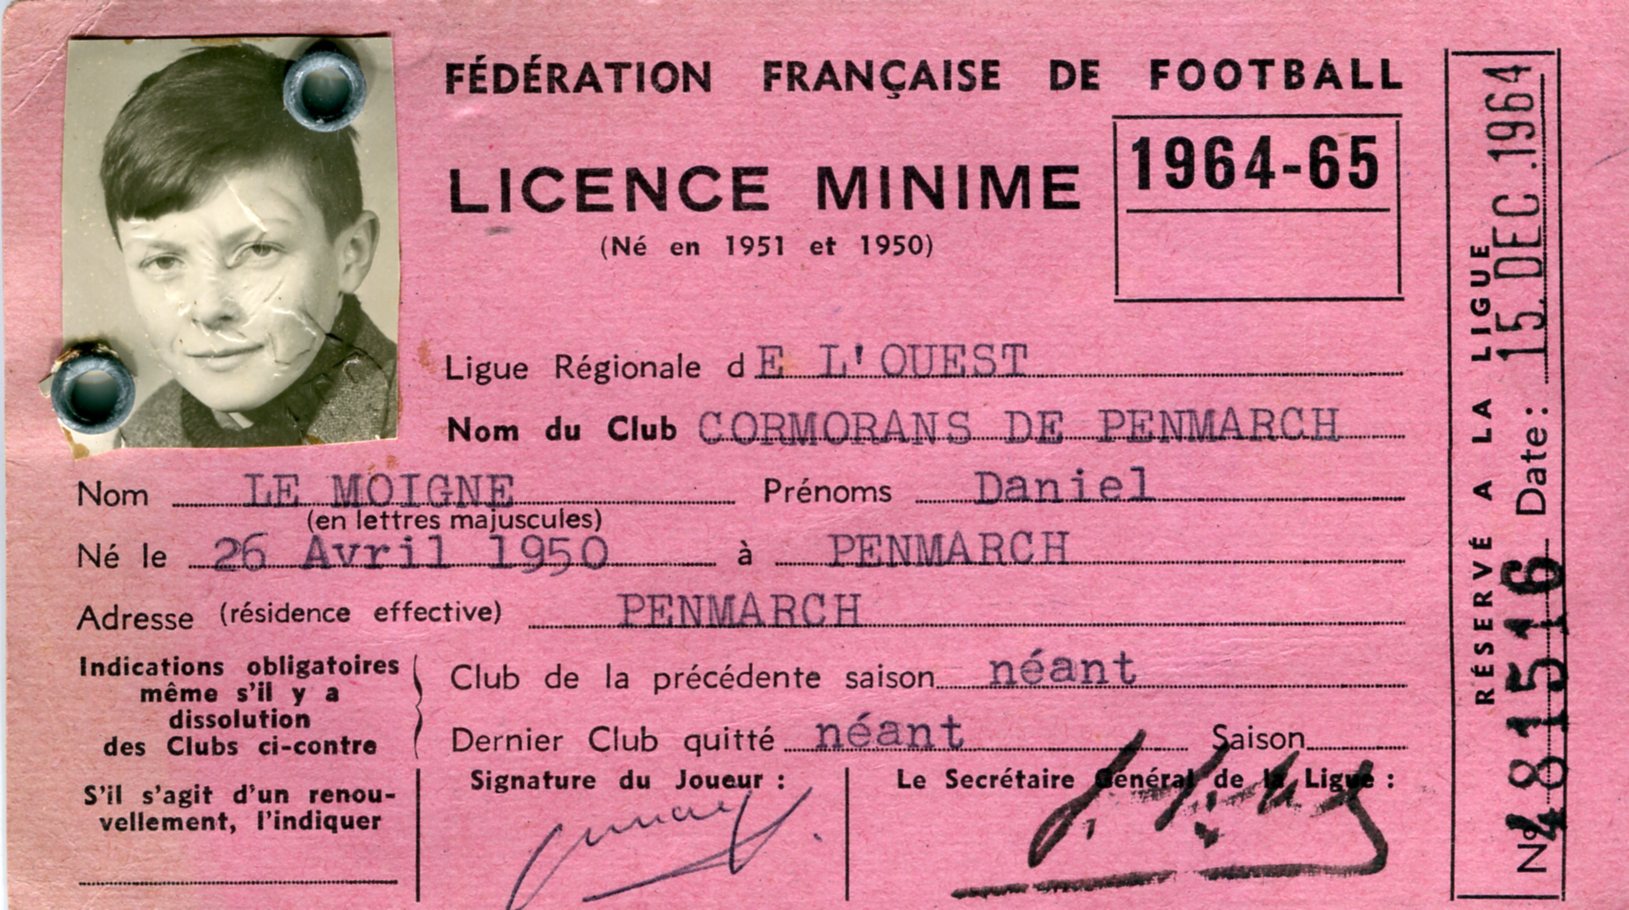 FÉDÉRATION FRANÇAISE DE FOOTBALL
LICENCE MINIME
(Né en 1951 et 1950)
1964-65
Ligue Régionale dE L'OUEST
Nom du Club CORMORANS DE PENMARCH
Nom LE MOIGNE Prénoms Daniel
(en lettres majuscules)
Né le 26 Avril 1950 à PENMARCH
Adresse (résidence effective) PENMARCH
Indications obligatoires
même s'il y a
dissolution
des Clubs ci-contre
Club de la précédente saison néant
Dernier Club quitté néant Saison
S'il s'agit d'un renou-
vellement, l'indiquer
Signature du Joueur :
Le Secrétaire Général de la Ligue :
RÉSERVÉ A LA LIGUE
Nº 481516 Date: 15. DEC. 1964